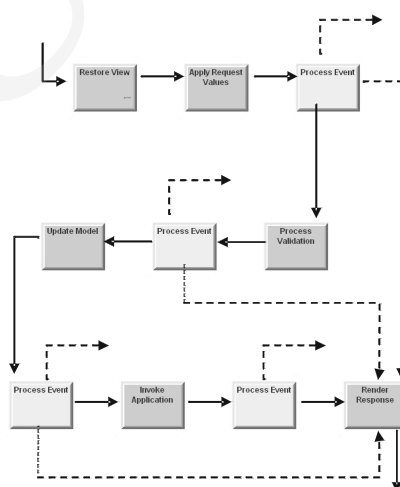 Restore View
Apply Request
Values
Process Event
Update Model
Process Event
Process
Validation
Process Event
Invoke
Application
Process Event
Render
Response